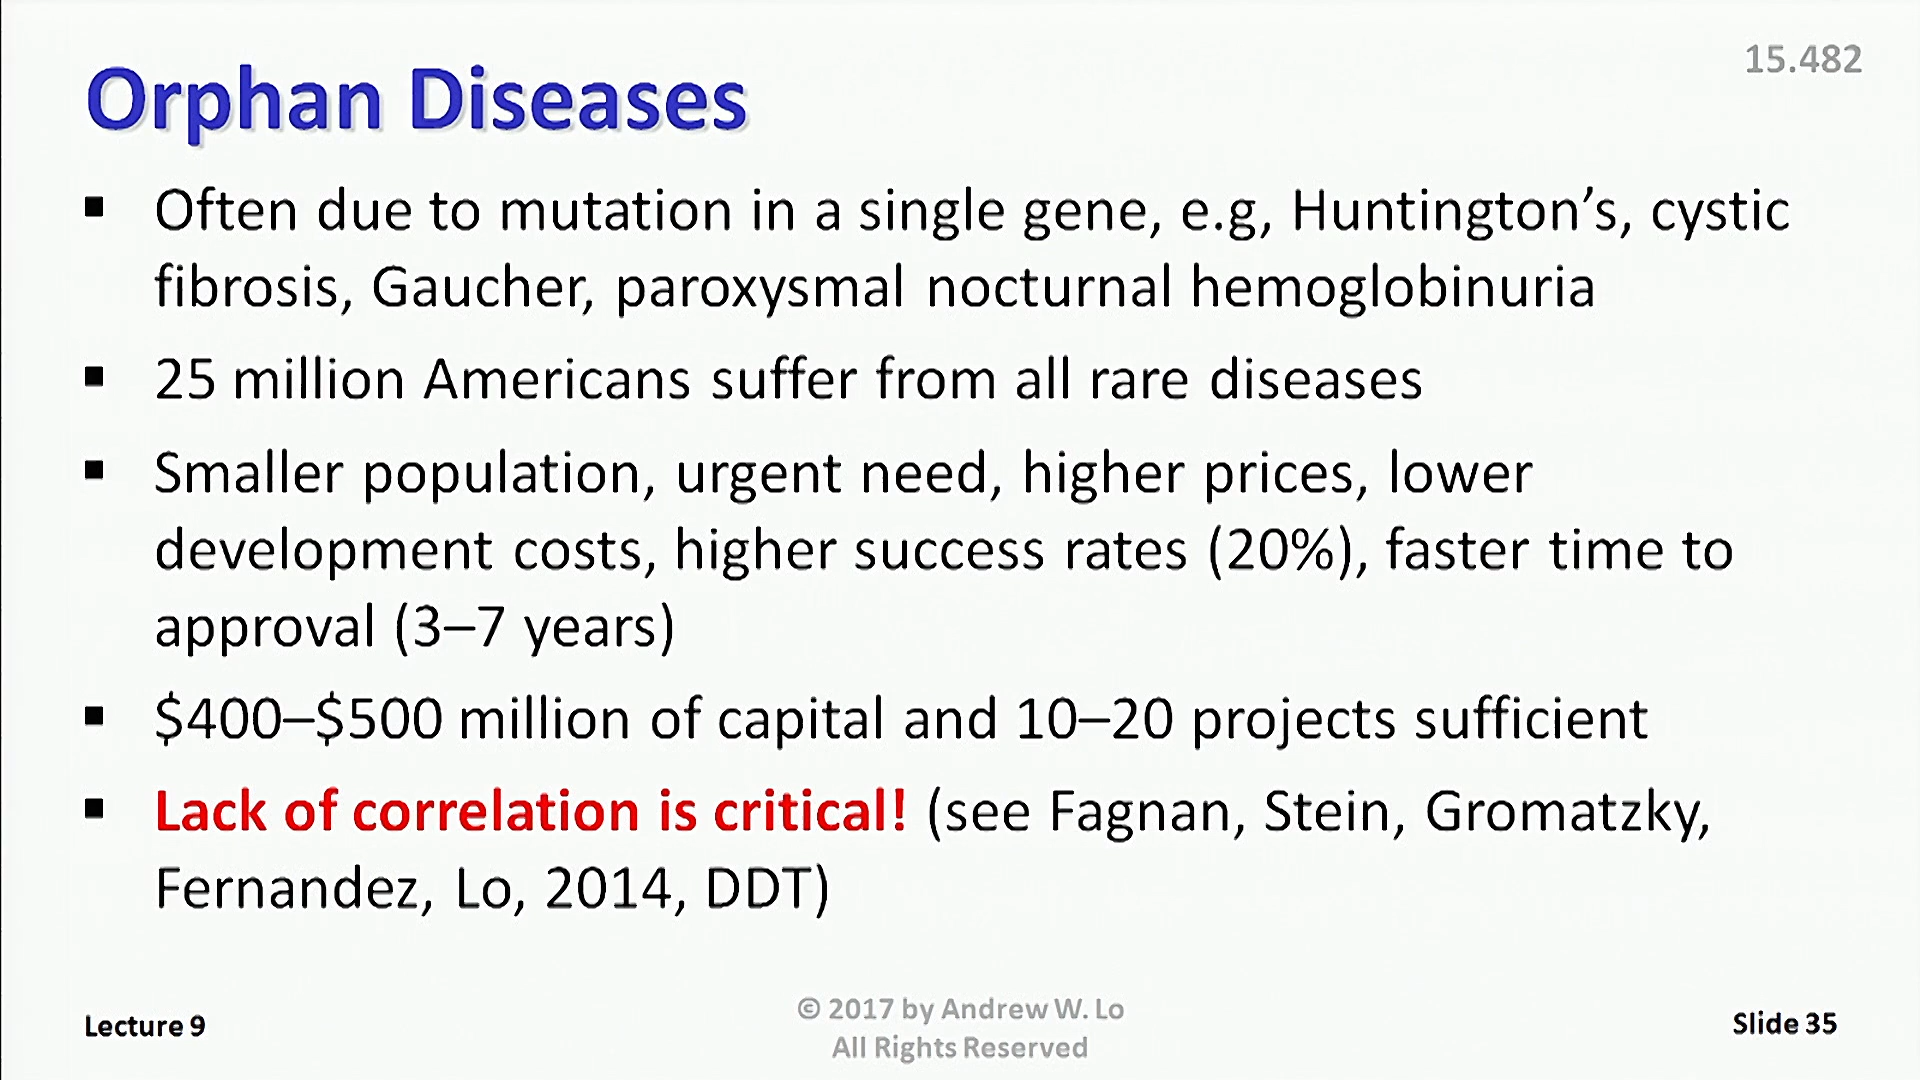 15.482
Orphan Diseases
▪ Often due to mutation in a single gene, e.g, Huntington’s, cystic
fibrosis, Gaucher, paroxysmal nocturnal hemoglobinuria
▪ 25 million Americans suffer from all rare diseases
▪ Smaller population, urgent need, higher prices, lower
development costs, higher success rates (20%), faster time to
approval (3–7 years)
▪ $400–$500 million of capital and 10–20 projects sufficient
▪ Lack of correlation is critical! (see Fagnan, Stein, Gromatzky,
Fernandez, Lo, 2014, DDT)
Lecture 9
© 2017 by Andrew W. Lo
All Rights Reserved
Slide 35